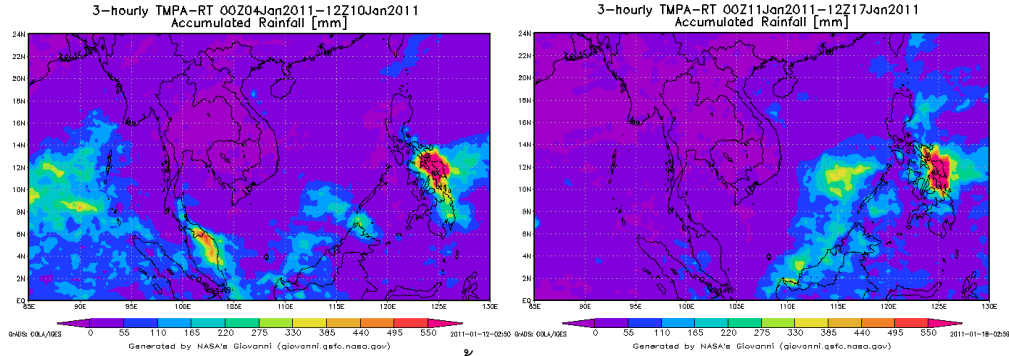 3-hourly TMPA-RT 00Z04Jan2011-12Z10Jan2011
Accumulated Rainfall [mm]
24N
22N
20N
18N
16N
14N
12N
10N
8N
6N
4N
2N
EQ
85E 90E 95E 100E 105E 110E 115E 120E 125E 130E
0 55 110 165 220 275 330 385 440 495 550
GrADS: COLA/IGES
2011-01-12-02:50
Generated by NASA's Giovanni (giovanni.gsfc.nasa.gov)
3-hourly TMPA-RT 00Z11Jan2011-12Z17Jan2011
Accumulated Rainfall [mm]
24N
22N
20N
18N
16N
14N
12N
10N
8N
6N
4N
2N
EQ
85E 90E 95E 100E 105E 110E 115E 120E 125E 130E
0 55 110 165 220 275 330 385 440 495 550
GrADS: COLA/IGES
Generated by NASA's Giovanni (giovanni.gsfc.nasa.gov)